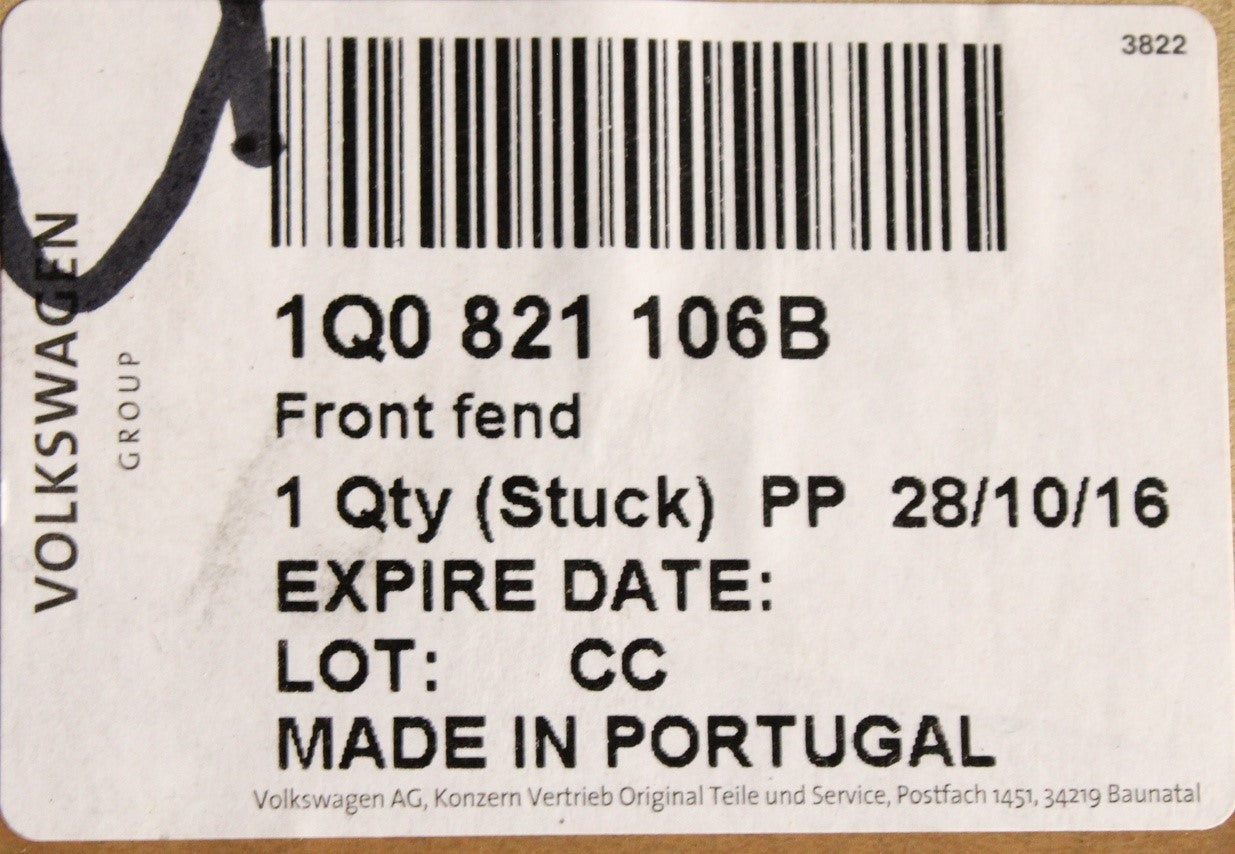 3822
VOLKSWAGEN
GROUP
1Q0 821 106B
Front fend
1 Qty (Stuck) PP 28/10/16
EXPIRE DATE:
LOT: CC
MADE IN PORTUGAL
Volkswagen AG, Konzern Vertrieb Original Teile und Service, Postfach 1451, 34219 Baunatal